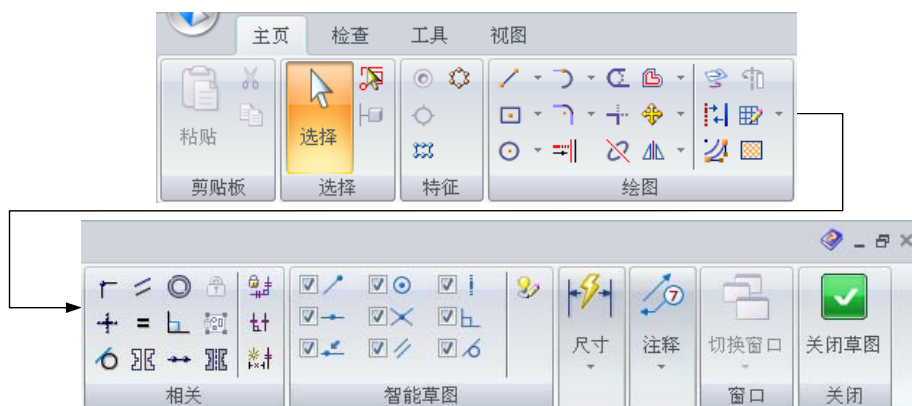 主页 检查 工具 视图
粘贴 选择
剪贴板 选择 特征 绘图
7
尺寸 注释 切换窗口 关闭草图
相关 智能草图 窗口 关闭